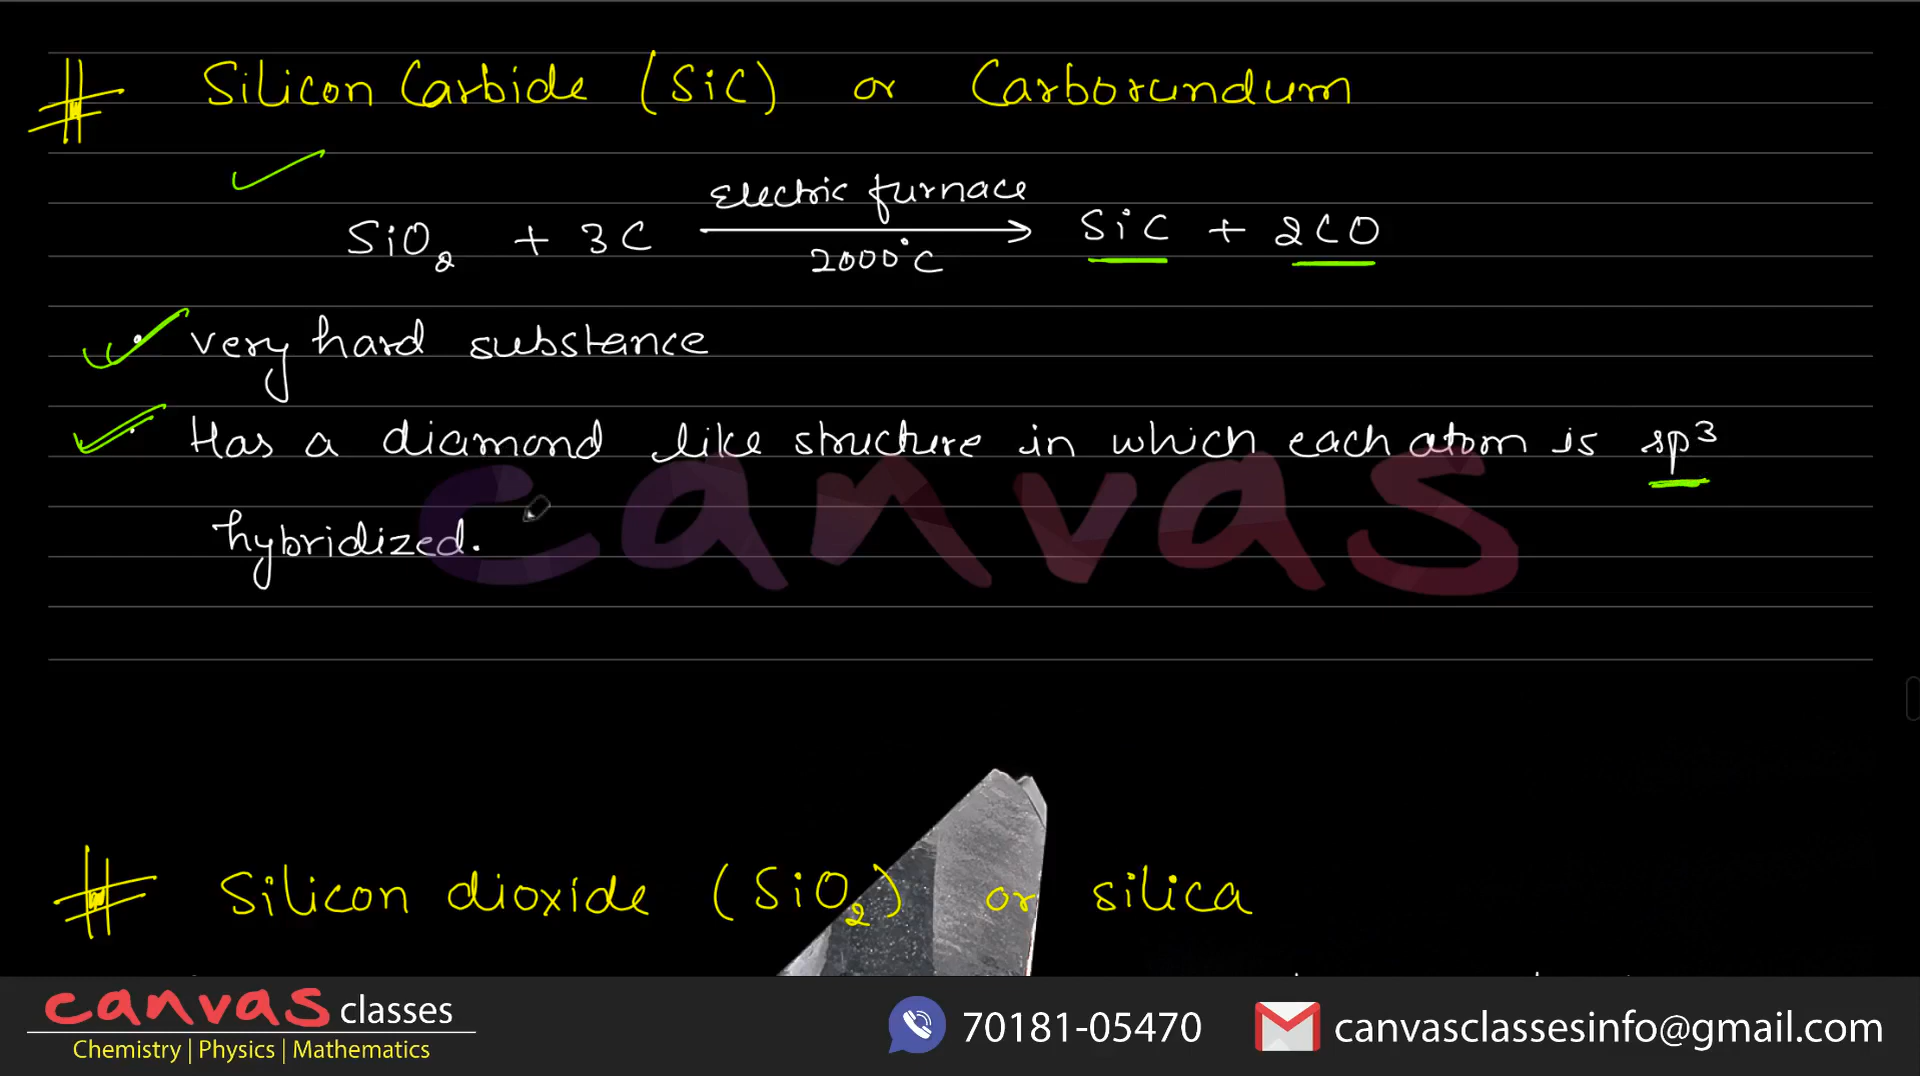 # Silicon Carbide (SiC) or Carborundum
electric furnace
SiO₂ + 3C ⟶ SiC + 2CO
2000°C
· very hard substance
· Has a diamond like structure in which each atom is sp³
hybridized.
canvas
# Silicon dioxide (SiO₂) or silica
canvas classes
Chemistry | Physics | Mathematics
70181-05470
canvasclassesinfo@gmail.com